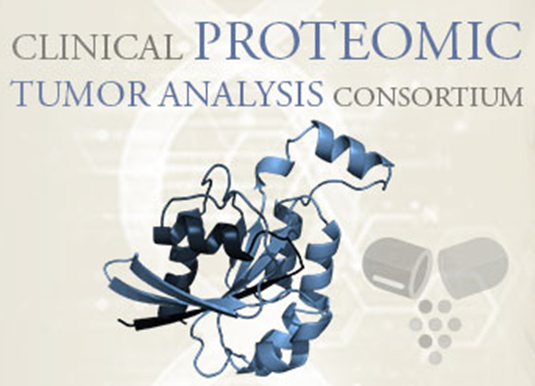 CLINICAL PROTEOMIC
TUMOR ANALYSIS CONSORTIUM